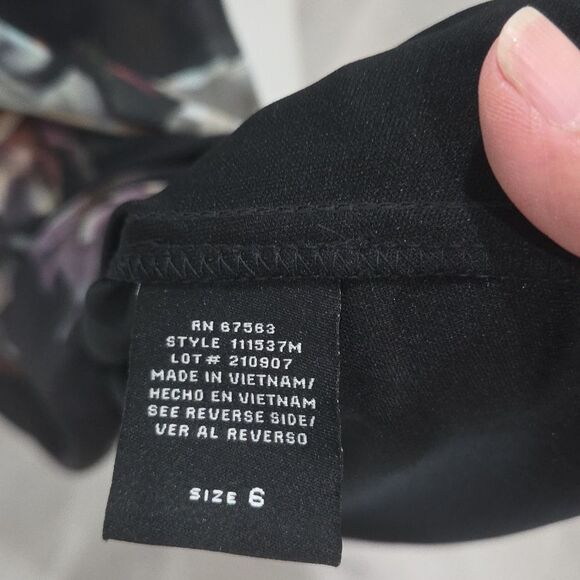 RN 67563
STYLE 111537M
LOT# 210907
MADE IN VIETNAM/
HECHO EN VIETNAM
SEE REVERSE SIDE/
VER AL REVERSO
SIZE 6